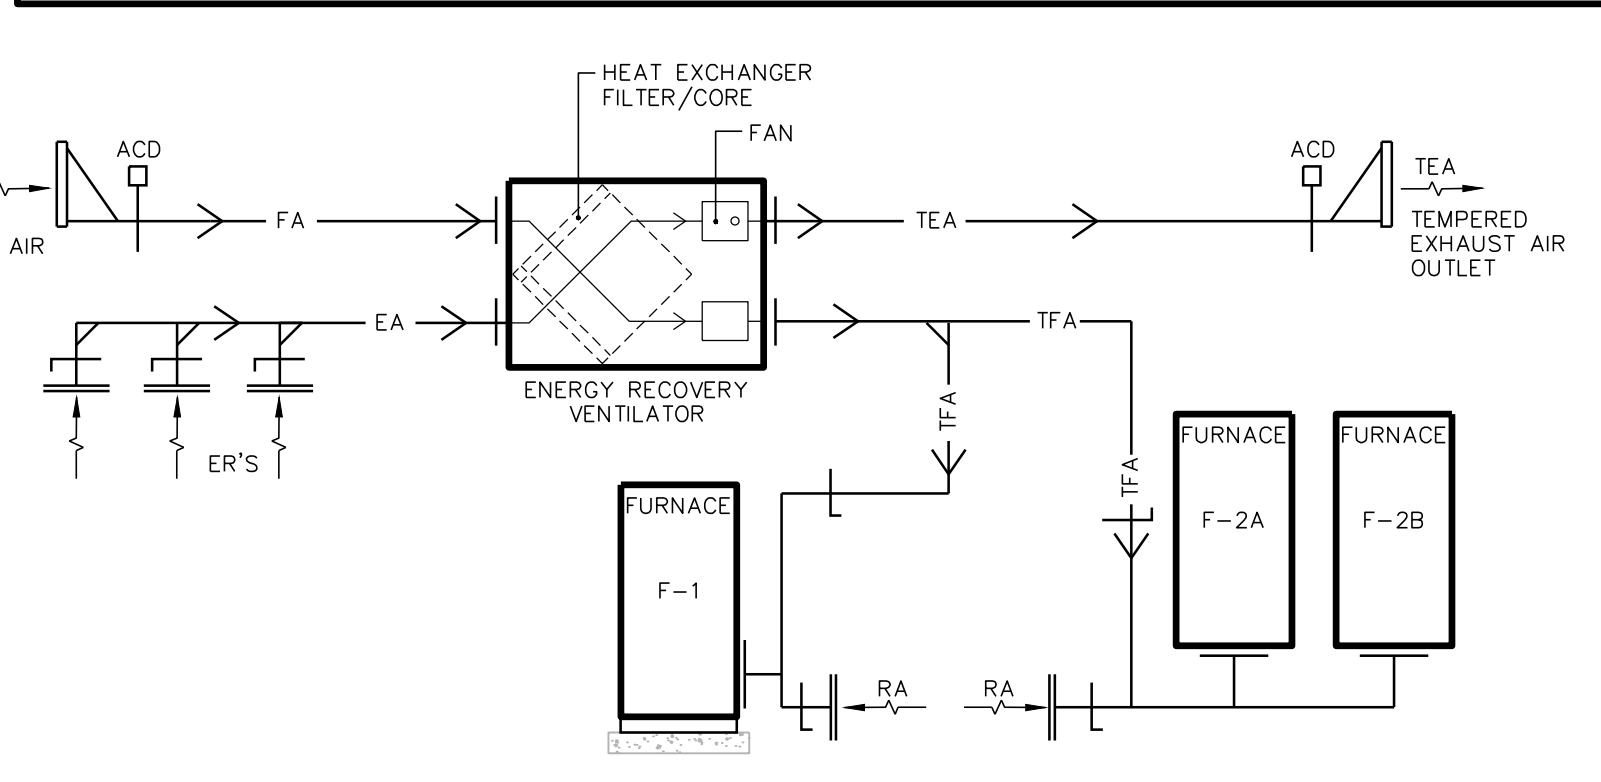 HEAT EXCHANGER
FILTER/CORE
FAN
ACD
ACD
TEA
FA
TEA
TEMPERED
EXHAUST AIR
OUTLET
AIR
EA
TFA
ENERGY RECOVERY
VENTILATOR
TFA
ER'S
TFA
FURNACE
FURNACE
F-2A
F-2B
FURNACE
F-1
RA
RA